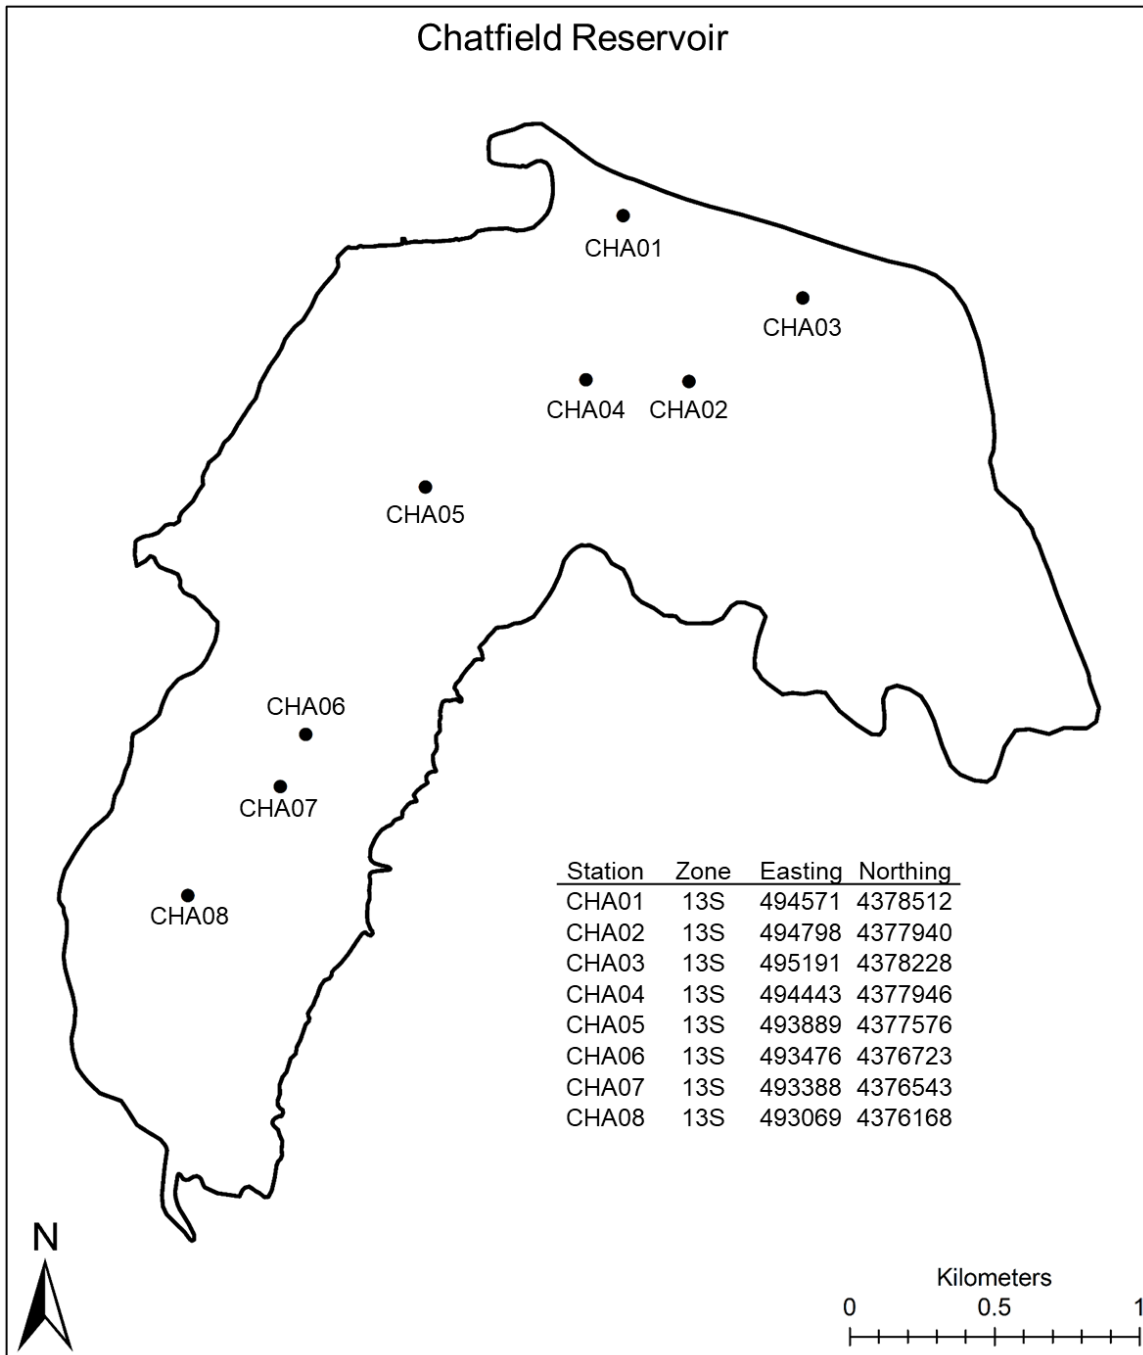 Chatfield Reservoir
CHA01
CHA03
CHA04 CHA02
CHA05
CHA06
CHA07
CHA08
Station Zone Easting Northing
CHA01 13S 494571 4378512
CHA02 13S 494798 4377940
CHA03 13S 495191 4378228
CHA04 13S 494443 4377946
CHA05 13S 493889 4377576
CHA06 13S 493476 4376723
CHA07 13S 493388 4376543
CHA08 13S 493069 4376168
N
Kilometers
0 0.5 1